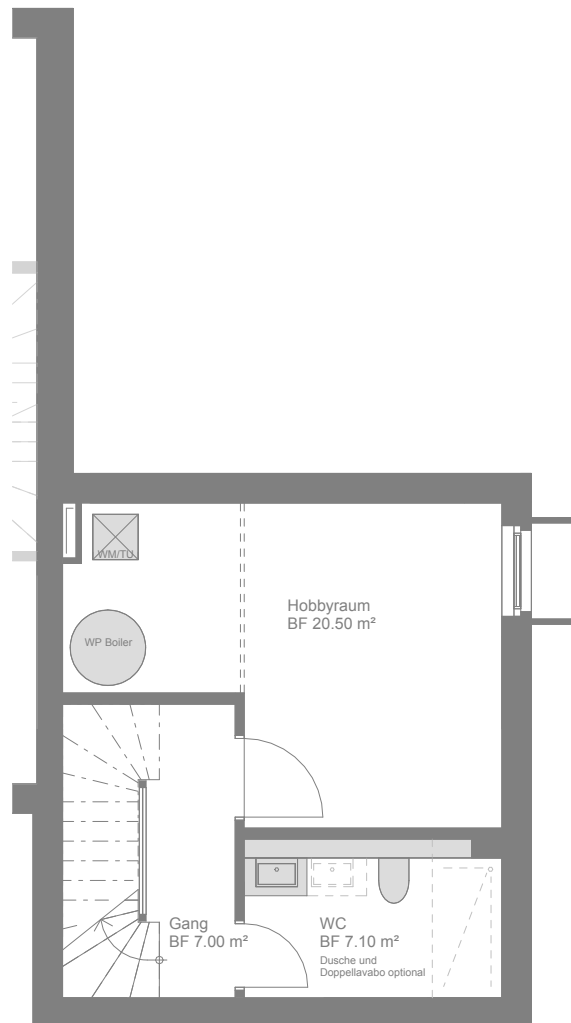 WM/TU
WP Boiler
Hobbyraum
BF 20.50 m²
Gang
BF 7.00 m²
WC
BF 7.10 m²
Dusche und
Doppellavabo optional